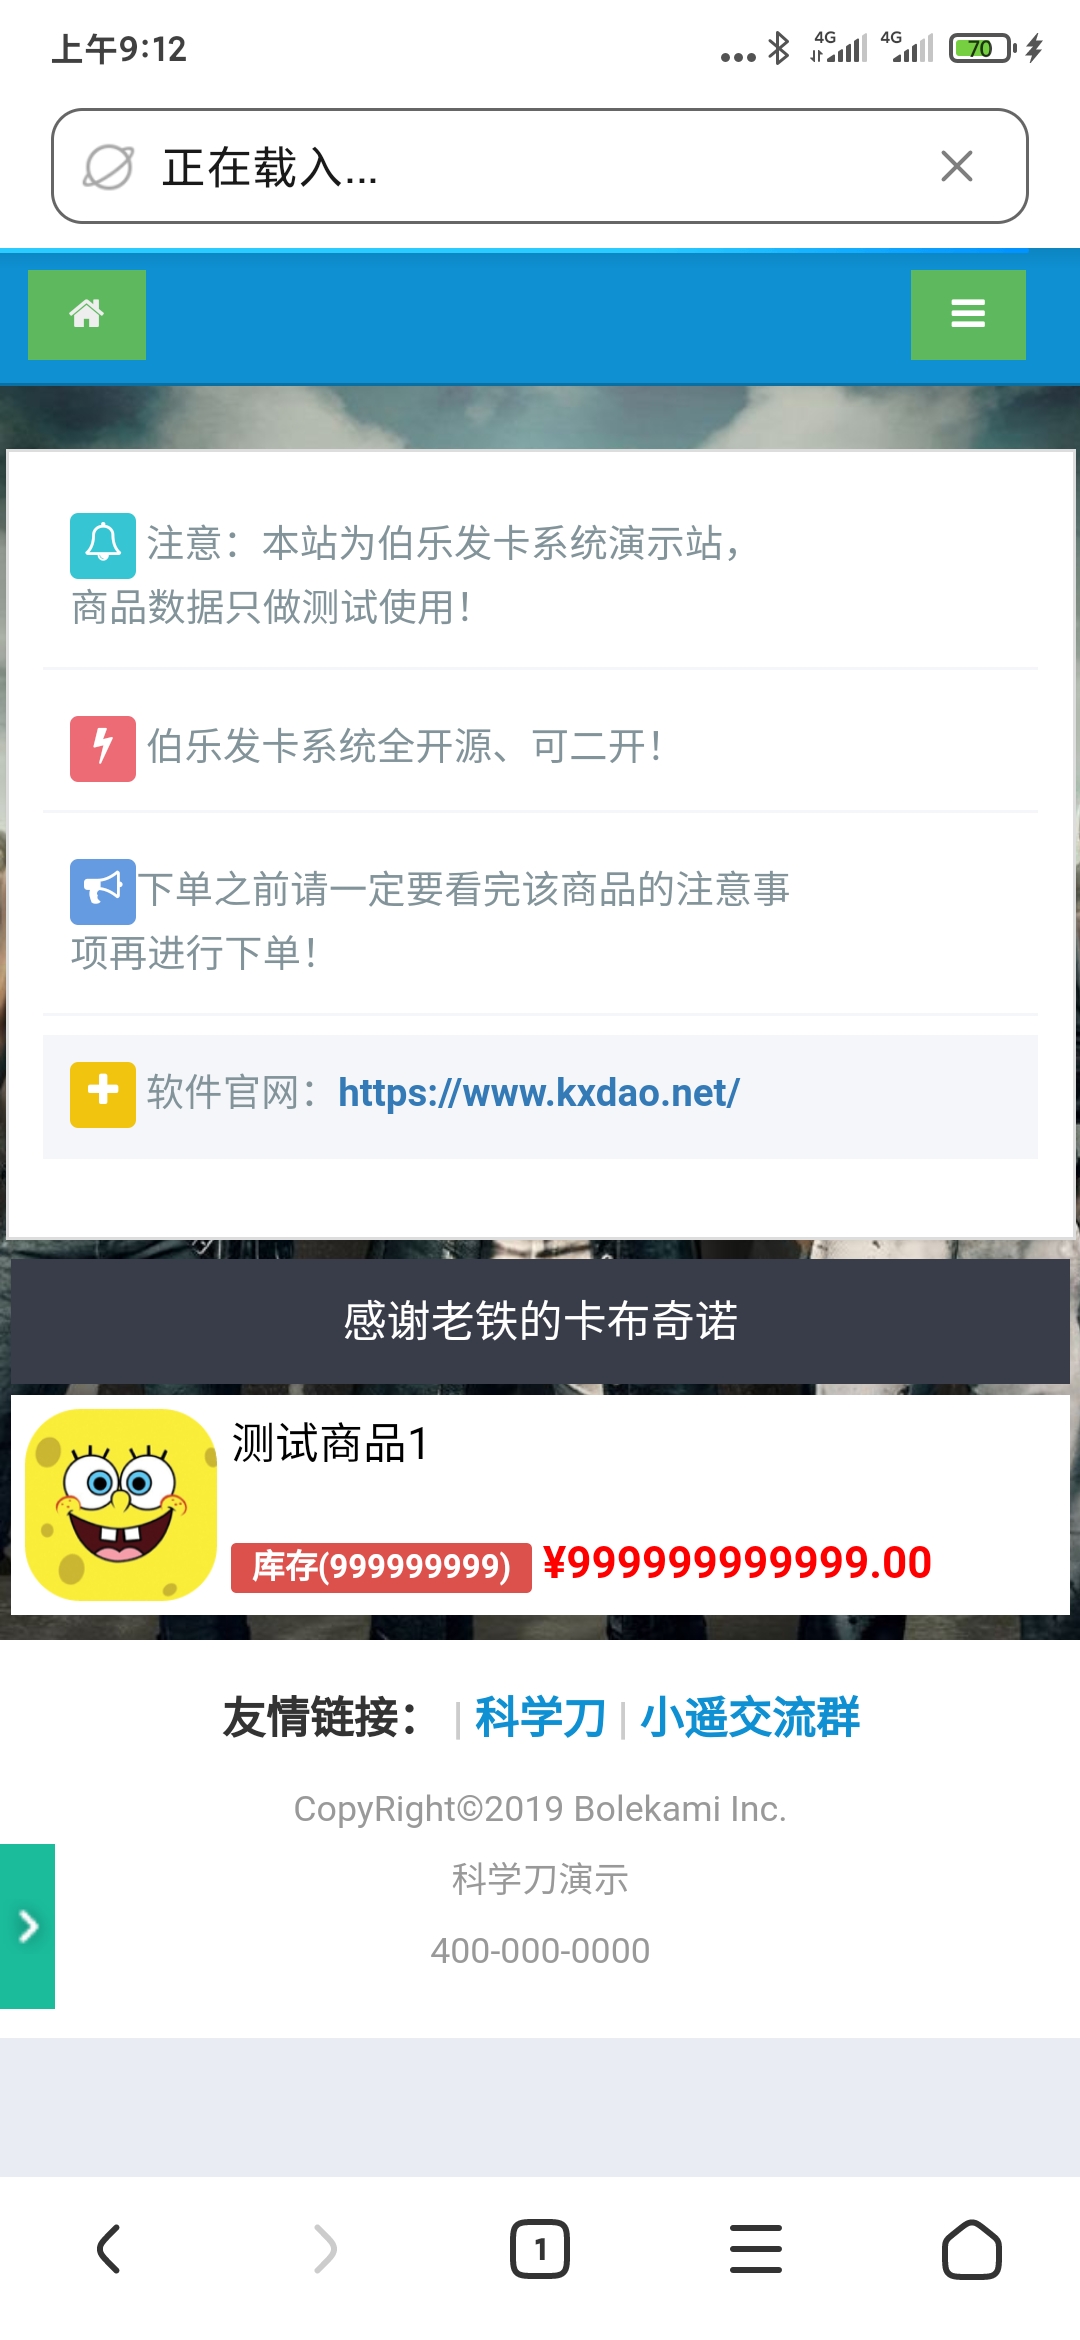 上午9:12
4G 4G 70
正在载入...
注意：本站为伯乐发卡系统演示站，
商品数据只做测试使用！
伯乐发卡系统全开源、可二开！
下单之前请一定要看完该商品的注意事
项再进行下单！
软件官网：https://www.kxdao.net/
感谢老铁的卡布奇诺
测试商品1
库存(999999999) ¥999999999999.00
友情链接： | 科学刀 | 小遥交流群
CopyRight©2019 Bolekami Inc.
科学刀演示
400-000-0000
1